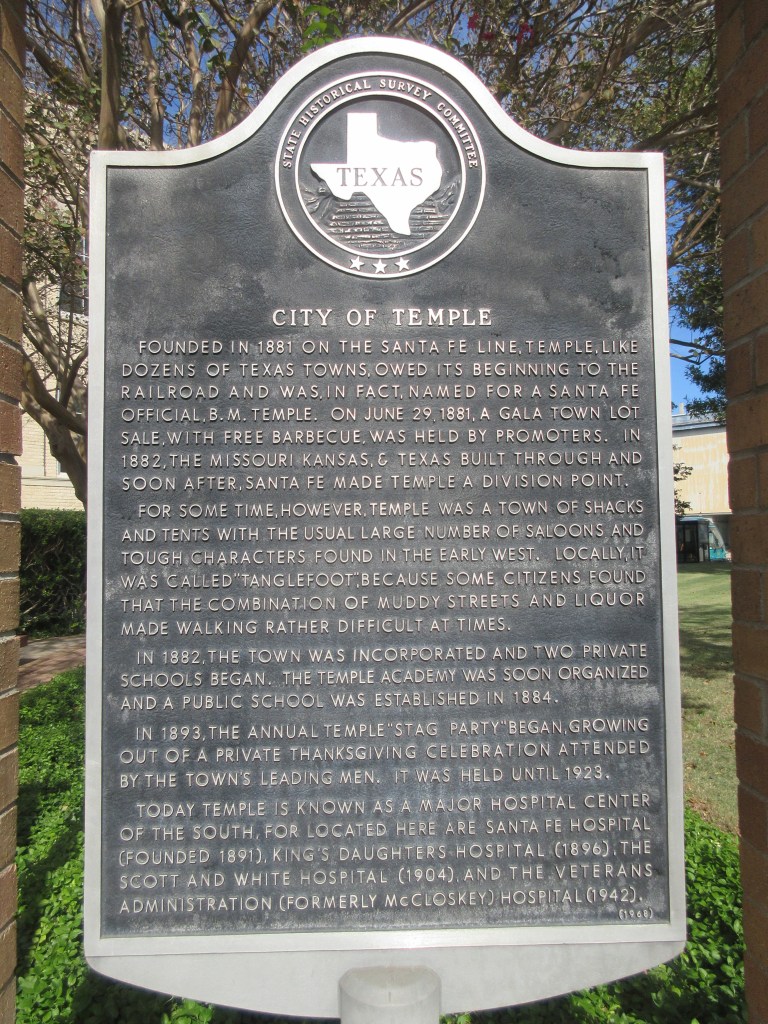 STATE HISTORICAL SURVEY COMMITTEE
TEXAS
CITY OF TEMPLE
FOUNDED IN 1881 ON THE SANTA FE LINE, TEMPLE, LIKE
DOZENS OF TEXAS TOWNS, OWED ITS BEGINNING TO THE
RAILROAD AND WAS, IN FACT, NAMED FOR A SANTA FE
OFFICIAL, B.M. TEMPLE. ON JUNE 29, 1881, A GALA TOWN LOT
SALE, WITH FREE BARBECUE, WAS HELD BY PROMOTERS. IN
1882, THE MISSOURI KANSAS, & TEXAS BUILT THROUGH AND
SOON AFTER, SANTA FE MADE TEMPLE A DIVISION POINT.
FOR SOME TIME, HOWEVER, TEMPLE WAS A TOWN OF SHACKS
AND TENTS WITH THE USUAL LARGE NUMBER OF SALOONS AND
TOUGH CHARACTERS FOUND IN THE EARLY WEST. LOCALLY, IT
WAS CALLED "TANGLEFOOT", BECAUSE SOME CITIZENS FOUND
THAT THE COMBINATION OF MUDDY STREETS AND LIQUOR
MADE WALKING RATHER DIFFICULT AT TIMES.
IN 1882, THE TOWN WAS INCORPORATED AND TWO PRIVATE
SCHOOLS BEGAN. THE TEMPLE ACADEMY WAS SOON ORGANIZED
AND A PUBLIC SCHOOL WAS ESTABLISHED IN 1884.
IN 1893, THE ANNUAL TEMPLE "STAG PARTY" BEGAN, GROWING
OUT OF A PRIVATE THANKSGIVING CELEBRATION ATTENDED
BY THE TOWN'S LEADING MEN. IT WAS HELD UNTIL 1923.
TODAY TEMPLE IS KNOWN AS A MAJOR HOSPITAL CENTER
OF THE SOUTH, FOR LOCATED HERE ARE SANTA FE HOSPITAL
(FOUNDED 1891), KING'S DAUGHTERS HOSPITAL (1896), THE
SCOTT AND WHITE HOSPITAL (1904), AND THE VETERANS
ADMINISTRATION (FORMERLY McCLOSKEY) HOSPITAL (1942).
(1968)